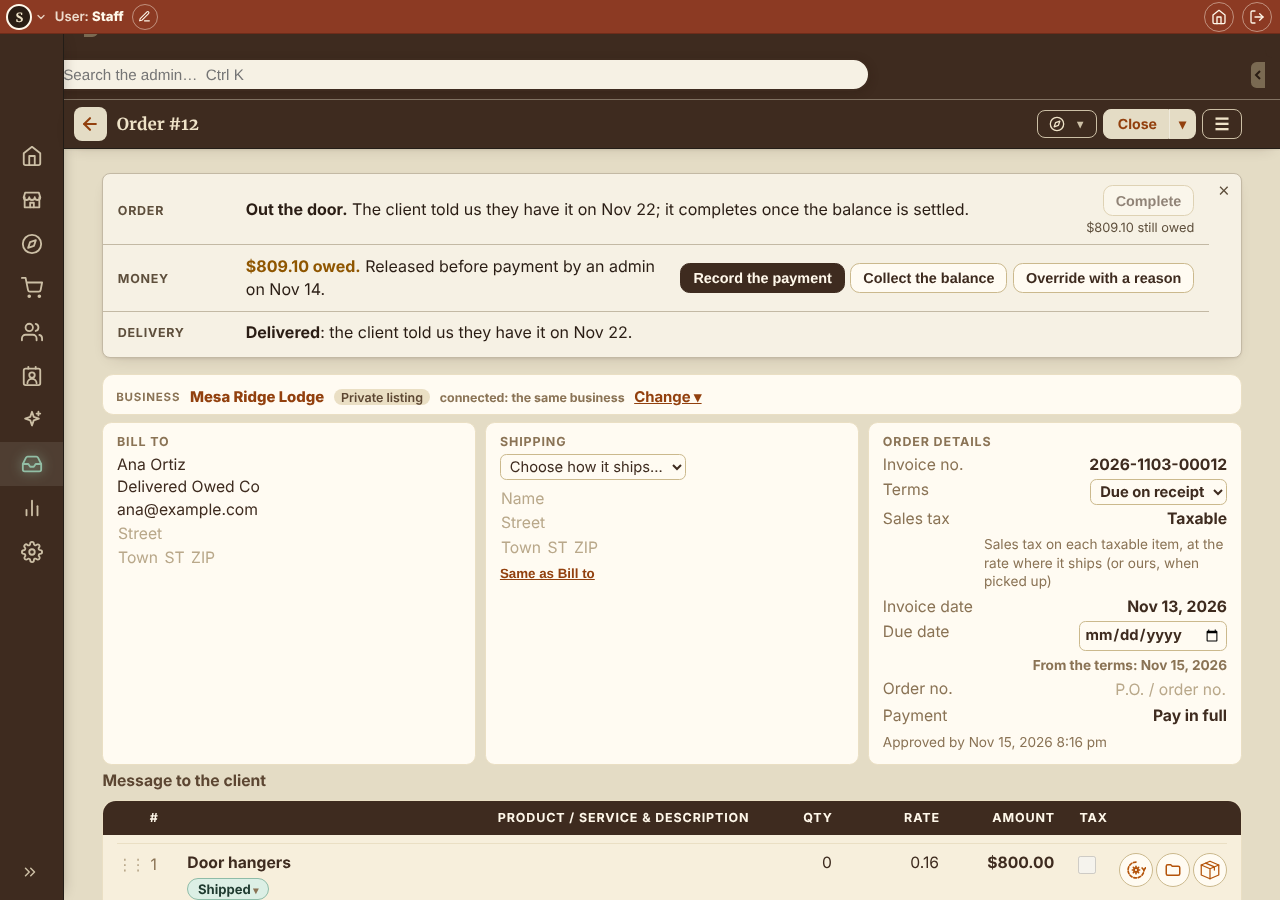 S
User: Staff
Search the admin… Ctrl K
Order #12
Close
ORDER
Out the door. The client told us they have it on Nov 22; it completes once the balance is settled.
Complete
$809.10 still owed
MONEY
$809.10 owed. Released before payment by an admin
on Nov 14.
Record the payment
Collect the balance
Override with a reason
DELIVERY
Delivered: the client told us they have it on Nov 22.
BUSINESS Mesa Ridge Lodge Private listing connected: the same business Change ▾
BILL TO
Ana Ortiz
Delivered Owed Co
ana@example.com
Street
Town ST ZIP
SHIPPING
Choose how it ships...
Name
Street
Town ST ZIP
Same as Bill to
ORDER DETAILS
Invoice no. 2026-1103-00012
Terms Due on receipt
Sales tax Taxable
Sales tax on each taxable item, at the
rate where it ships (or ours, when
picked up)
Invoice date Nov 13, 2026
Due date mm/dd/yyyy
From the terms: Nov 15, 2026
Order no. P.O. / order no.
Payment Pay in full
Approved by Nov 15, 2026 8:16 pm
Message to the client
# PRODUCT / SERVICE & DESCRIPTION QTY RATE AMOUNT TAX
1 Door hangers 0 0.16 $800.00
Shipped ▾